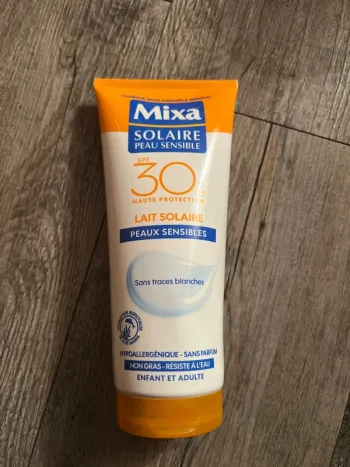 Mixa
SOLAIRE
PEAU SENSIBLE
SPF
30
HAUTE PROTECTION
LAIT SOLAIRE
PEAUX SENSIBLES
Sans traces blanches
HYPOALLERGÉNIQUE - SANS PARFUM
NON GRAS - RÉSISTE À L'EAU
ENFANT ET ADULTE